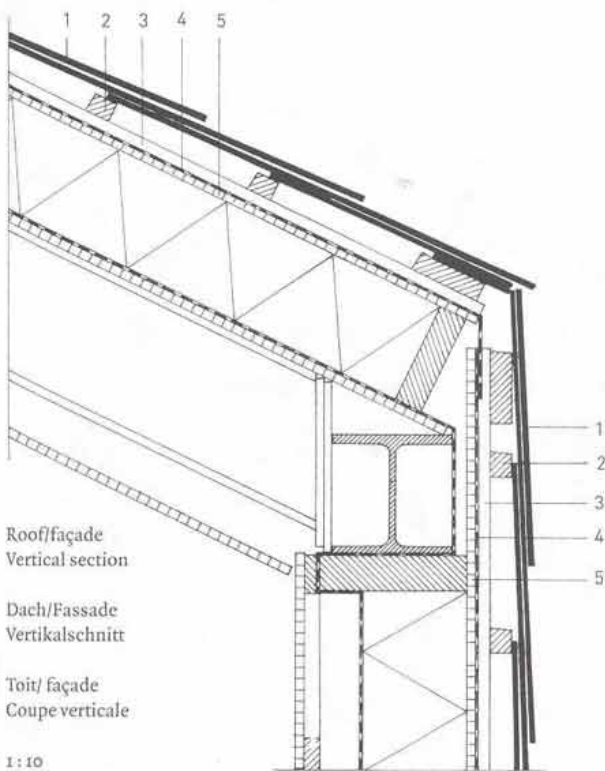 1 2 3 4 5
1
2
3
4
5
Roof/façade
Vertical section
Dach/Fassade
Vertikalschnitt
Toit/ façade
Coupe verticale
1:10